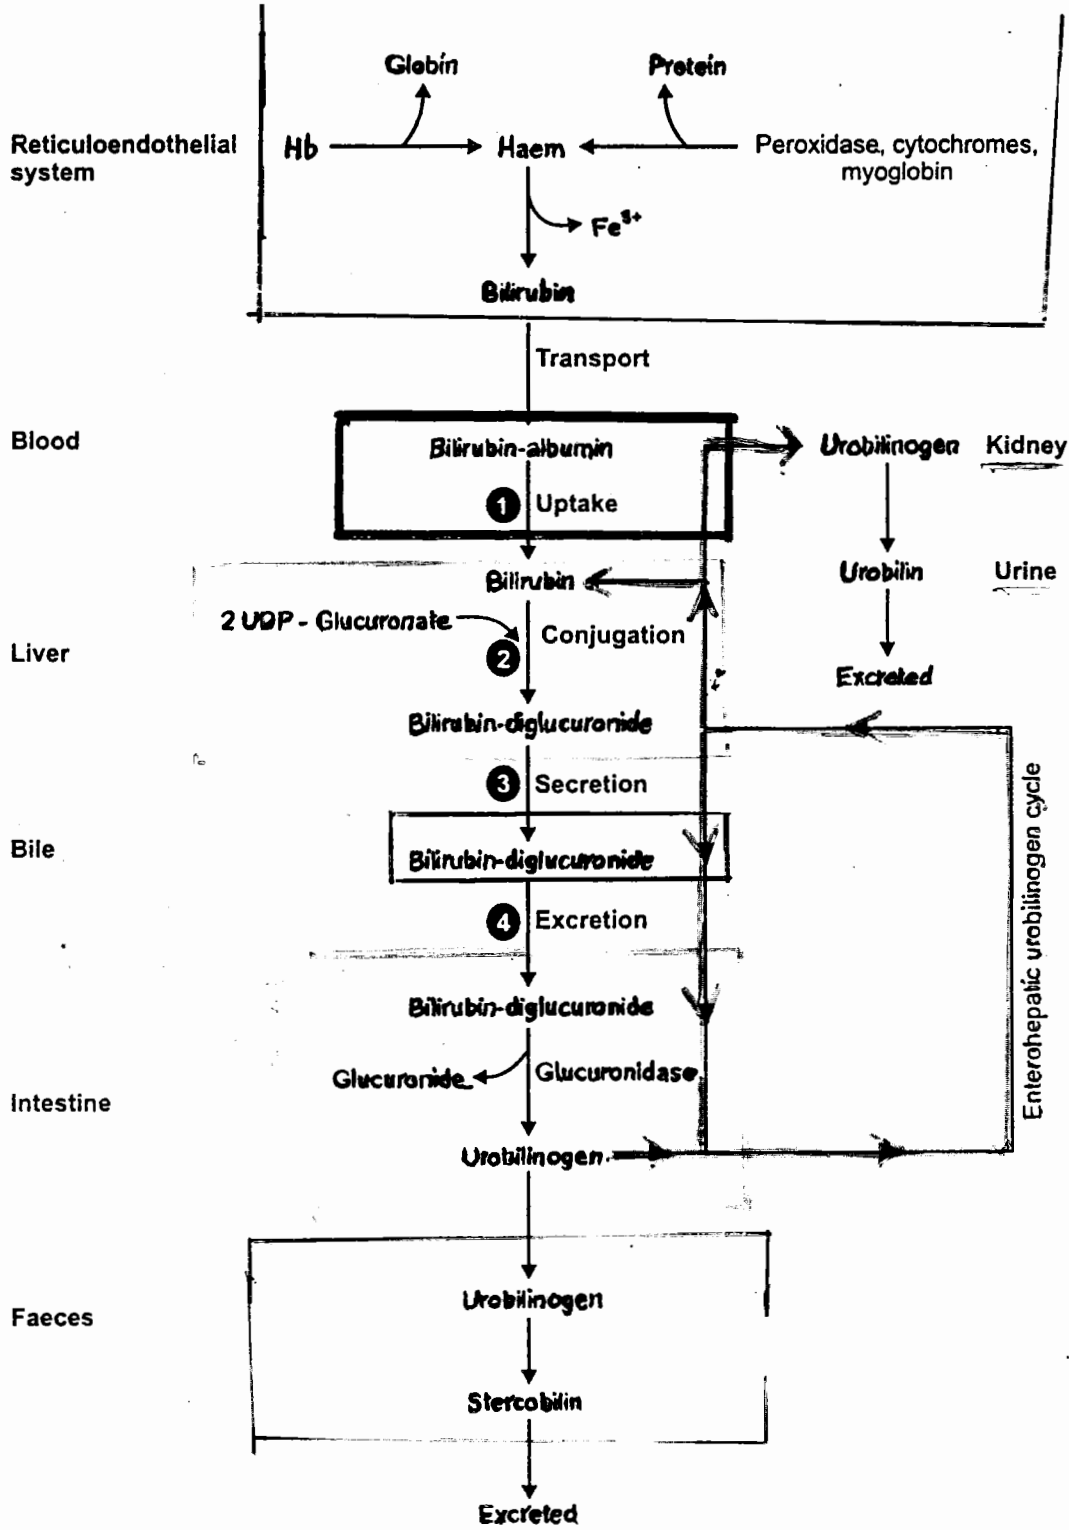 Globin
Protein
Reticuloendothelial
system
Hb
Haem
Peroxidase, cytochromes,
myoglobin
Fe3+
Bilirubin
Transport
Blood
Bilirubin-albumin
Urobilinogen
Kidney
1 Uptake
Bilirubin
Urobilin
Urine
2 UDP - Glucuronate
Conjugation
2
Liver
Excreted
Bilirubin-diglucuronide
3 Secretion
Bile
Bilirubin-diglucuronide
4 Excretion
Enterohepatic urobilinogen cycle
Bilirubin-diglucuronide
Glucuronide
Glucuronidase
Intestine
Urobilinogen
Urobilinogen
Faeces
Stercobilin
Excreted